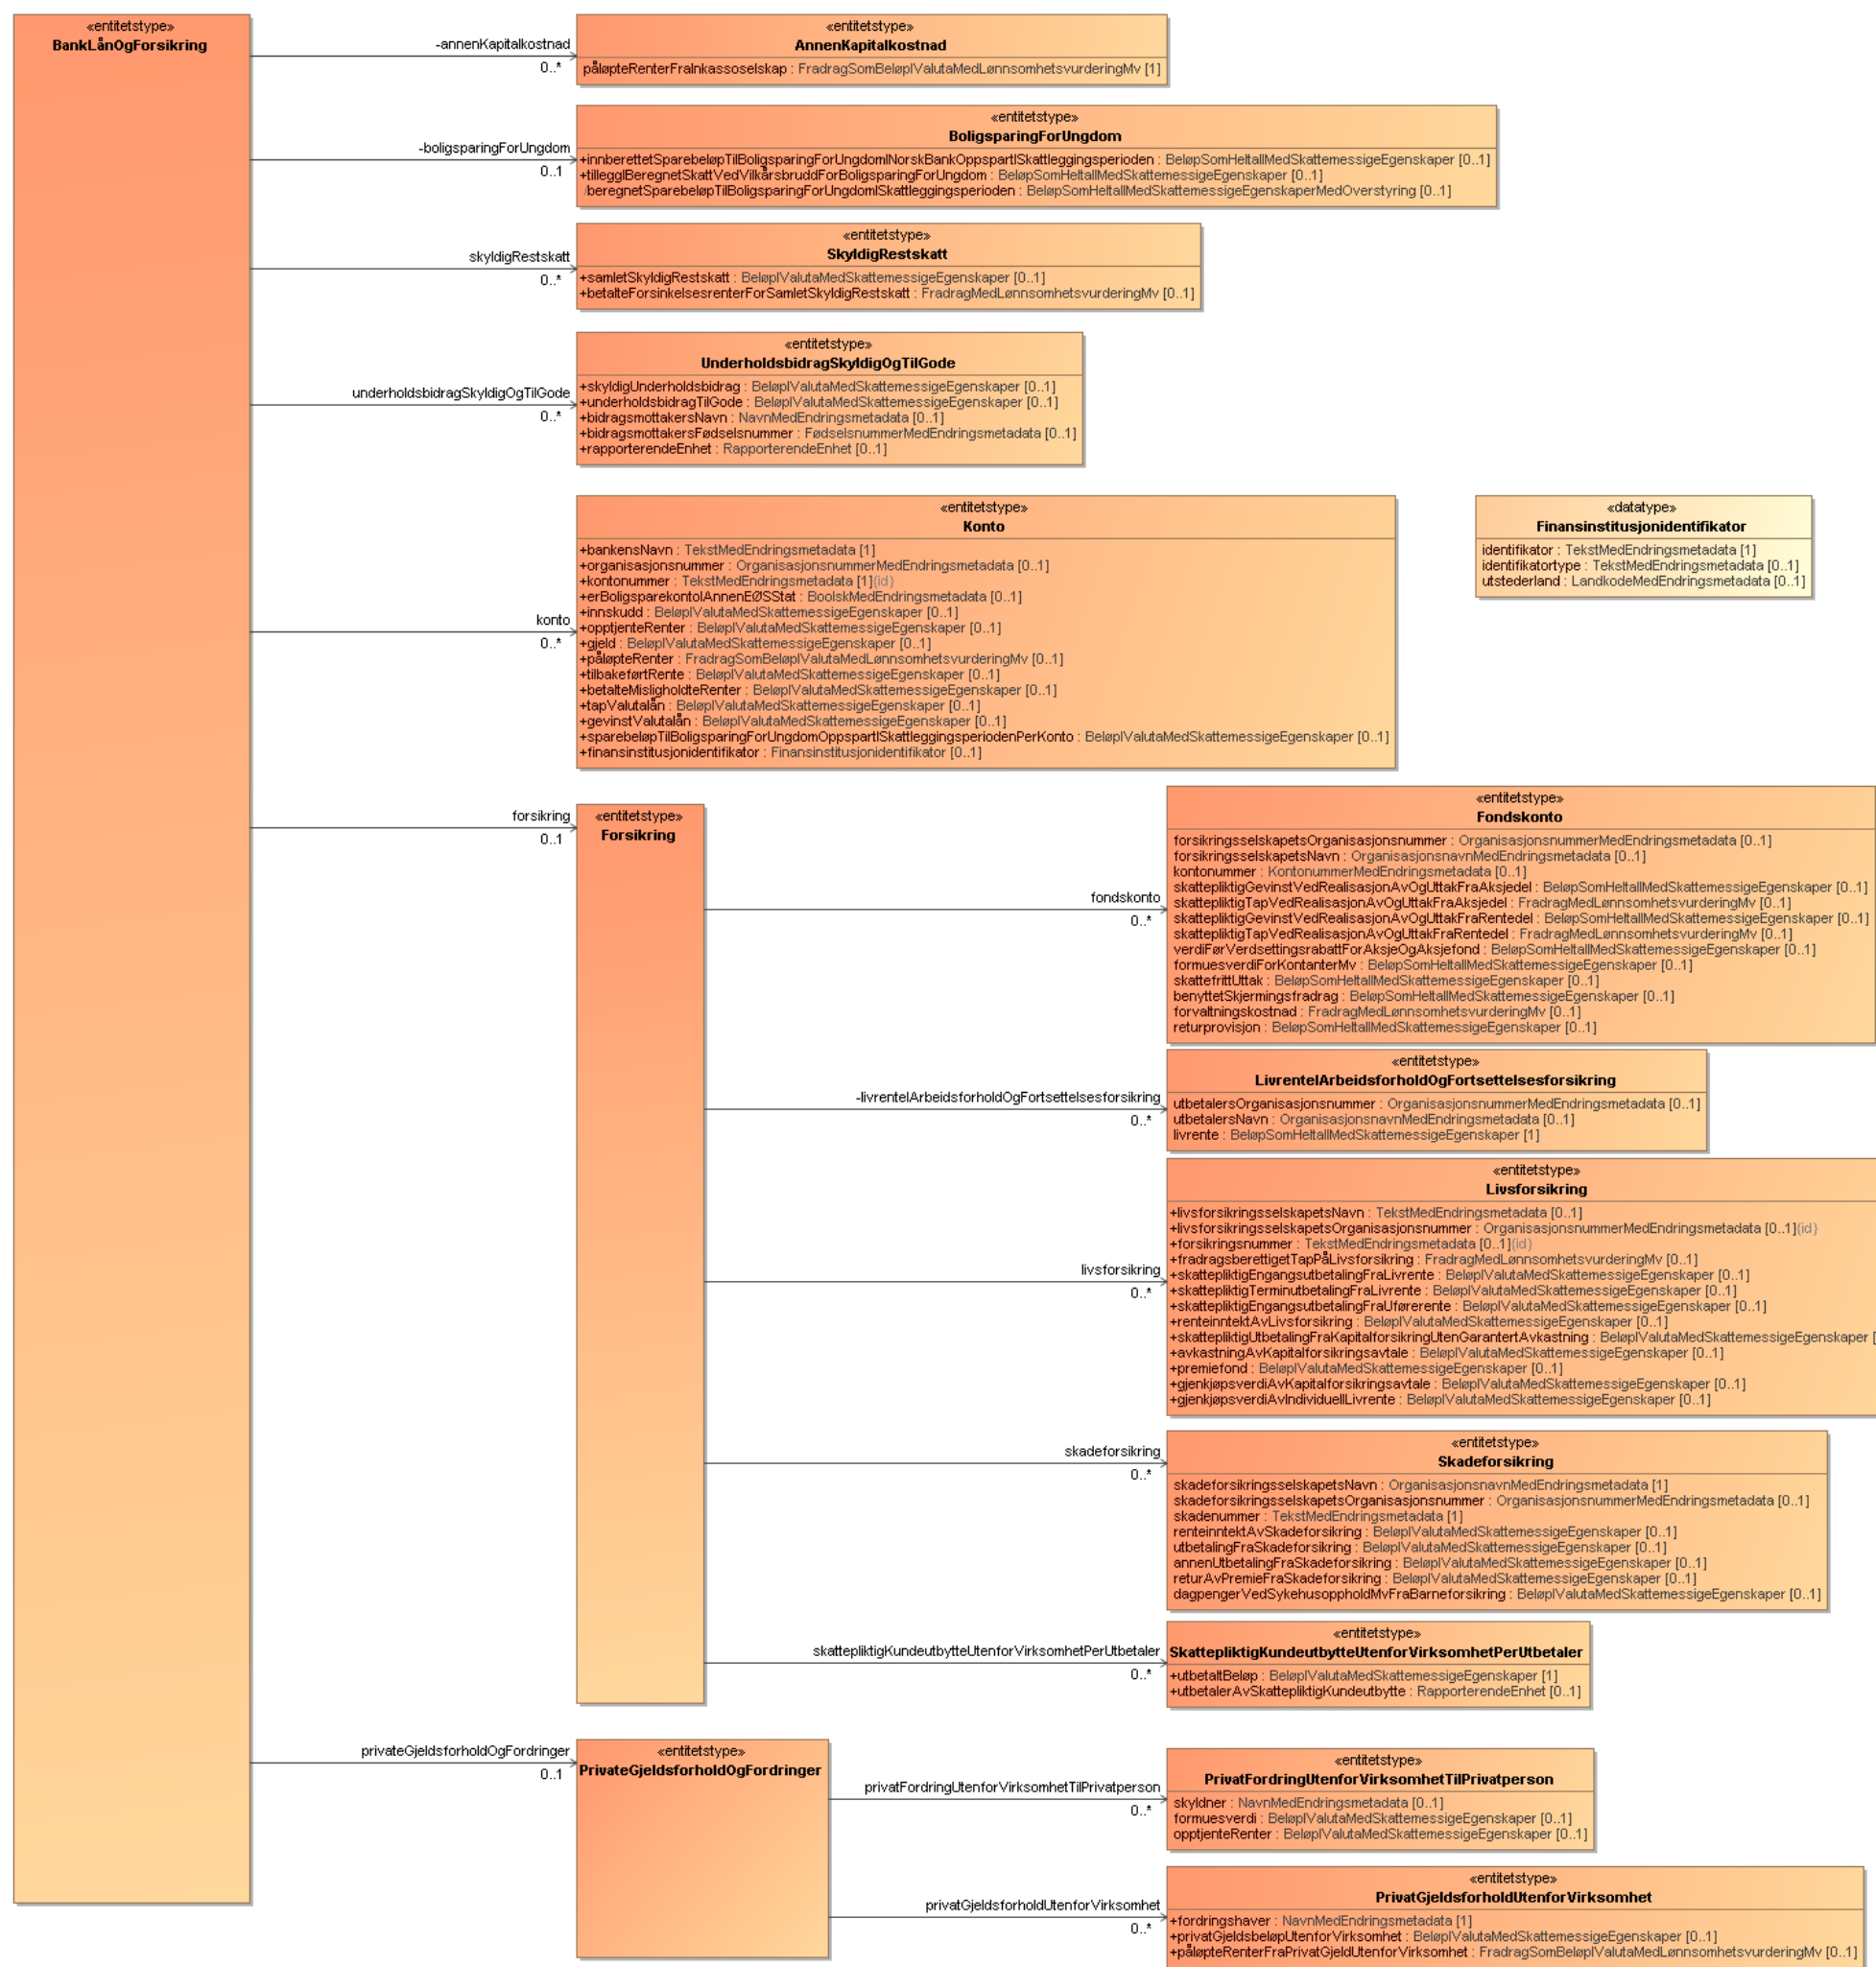 «entitetstype»
BankLånOgForsikring
-annenKapitalkostnad
0..*
«entitetstype»
AnnenKapitalkostnad
påløpteRenterFraInkassoselskap : FradragSomBeløpIValutaMedLønnsomhetsvurderingMv [1]
-boligsparingForUngdom
0..1
«entitetstype»
BoligsparingForUngdom
+innberettetSparebeløpTilBoligsparingForUngdomINorskBankOppspartISkattleggingsperioden : BeløpSomHeltallMedSkattemessigeEgenskaper [0..1]
+tilleggIBeregnetSkattVedVilkårsbruddForBoligsparingForUngdom : BeløpSomHeltallMedSkattemessigeEgenskaper [0..1]
/beregnetSparebeløpTilBoligsparingForUngdomISkattleggingsperioden : BeløpSomHeltallMedSkattemessigeEgenskaperMedOverstyring [0..1]
skyldigRestskatt
0..*
«entitetstype»
SkyldigRestskatt
+samletSkyldigRestskatt : BeløpIValutaMedSkattemessigeEgenskaper [0..1]
+betalteForsinkelsesrenterForSamletSkyldigRestskatt : FradragMedLønnsomhetsvurderingMv [0..1]
underholdsbidragSkyldigOgTilGode
0..*
«entitetstype»
UnderholdsbidragSkyldigOgTilGode
+skyldigUnderholdsbidrag : BeløpIValutaMedSkattemessigeEgenskaper [0..1]
+underholdsbidragTilGode : BeløpIValutaMedSkattemessigeEgenskaper [0..1]
+bidragsmottakersNavn : NavnMedEndringsmetadata [0..1]
+bidragsmottakersFødselsnummer : FødselsnummerMedEndringsmetadata [0..1]
+rapporterendeEnhet : RapporterendeEnhet [0..1]
konto
0..*
«entitetstype»
Konto
+bankensNavn : TekstMedEndringsmetadata [1]
+organisasjonsnummer : OrganisasjonsnummerMedEndringsmetadata [0..1]
+kontonummer : TekstMedEndringsmetadata [1]{id}
+erBoligsparekontoIAnnenEØSStat : BoolskMedEndringsmetadata [0..1]
+innskudd : BeløpIValutaMedSkattemessigeEgenskaper [0..1]
+opptjenteRenter : BeløpIValutaMedSkattemessigeEgenskaper [0..1]
+gjeld : BeløpIValutaMedSkattemessigeEgenskaper [0..1]
+påløpteRenter : FradragSomBeløpIValutaMedLønnsomhetsvurderingMv [0..1]
+tilbakeførtRente : BeløpIValutaMedSkattemessigeEgenskaper [0..1]
+betalteMisligholdteRenter : BeløpIValutaMedSkattemessigeEgenskaper [0..1]
+tapValutalån : BeløpIValutaMedSkattemessigeEgenskaper [0..1]
+gevinstValutalån : BeløpIValutaMedSkattemessigeEgenskaper [0..1]
+sparebeløpTilBoligsparingForUngdomOppspartISkattleggingsperiodenPerKonto : BeløpIValutaMedSkattemessigeEgenskaper [0..1]
+finansinstitusjonidentifikator : Finansinstitusjonidentifikator [0..1]
«datatype»
Finansinstitusjonidentifikator
identifikator : TekstMedEndringsmetadata [1]
identifikatortype : TekstMedEndringsmetadata [0..1]
utstederland : LandkodeMedEndringsmetadata [0..1]
forsikring
0..1
«entitetstype»
Forsikring
fondskonto
0..*
«entitetstype»
Fondskonto
forsikringsselskapetsOrganisasjonsnummer : OrganisasjonsnummerMedEndringsmetadata [0..1]
forsikringsselskapetsNavn : OrganisasjonsnavnMedEndringsmetadata [0..1]
kontonummer : KontonummerMedEndringsmetadata [0..1]
skattepliktigGevinstVedRealisasjonAvOgUttakFraAksjedel : BeløpSomHeltallMedSkattemessigeEgenskaper [0..1]
skattepliktigTapVedRealisasjonAvOgUttakFraAksjedel : FradragMedLønnsomhetsvurderingMv [0..1]
skattepliktigGevinstVedRealisasjonAvOgUttakFraRentedel : BeløpSomHeltallMedSkattemessigeEgenskaper [0..1]
skattepliktigTapVedRealisasjonAvOgUttakFraRentedel : FradragMedLønnsomhetsvurderingMv [0..1]
verdiFørVerdsettingsrabattForAksjeOgAksjefond : BeløpSomHeltallMedSkattemessigeEgenskaper [0..1]
formuesverdiForKontanterMv : BeløpSomHeltallMedSkattemessigeEgenskaper [0..1]
skattefrittUttak : BeløpSomHeltallMedSkattemessigeEgenskaper [0..1]
benyttetSkjermingsfradrag : BeløpSomHeltallMedSkattemessigeEgenskaper [0..1]
forvaltningskostnad : FradragMedLønnsomhetsvurderingMv [0..1]
returprovisjon : BeløpSomHeltallMedSkattemessigeEgenskaper [0..1]
-livrenteIArbeidsforholdOgFortsettelsesforsikring
0..*
«entitetstype»
LivrenteIArbeidsforholdOgFortsettelsesforsikring
utbetalersOrganisasjonsnummer : OrganisasjonsnummerMedEndringsmetadata [0..1]
utbetalersNavn : OrganisasjonsnavnMedEndringsmetadata [0..1]
livrente : BeløpSomHeltallMedSkattemessigeEgenskaper [1]
livsforsikring
0..*
«entitetstype»
Livsforsikring
+livsforsikringsselskapetsNavn : TekstMedEndringsmetadata [0..1]
+livsforsikringsselskapetsOrganisasjonsnummer : OrganisasjonsnummerMedEndringsmetadata [0..1]{id}
+forsikringsnummer : TekstMedEndringsmetadata [0..1]{id}
+fradragsberettigetTapPåLivsforsikring : FradragMedLønnsomhetsvurderingMv [0..1]
+skattepliktigEngangsutbetalingFraLivrente : BeløpIValutaMedSkattemessigeEgenskaper [0..1]
+skattepliktigTerminutbetalingFraLivrente : BeløpIValutaMedSkattemessigeEgenskaper [0..1]
+skattepliktigEngangsutbetalingFraUførerente : BeløpIValutaMedSkattemessigeEgenskaper [0..1]
+renteinntektAvLivsforsikring : BeløpIValutaMedSkattemessigeEgenskaper [0..1]
+skattepliktigUtbetalingFraKapitalforsikringUtenGarantertAvkastning : BeløpIValutaMedSkattemessigeEgenskaper [
+avkastningAvKapitalforsikringsavtale : BeløpIValutaMedSkattemessigeEgenskaper [0..1]
+premiefond : BeløpIValutaMedSkattemessigeEgenskaper [0..1]
+gjenkjøpsverdiAvKapitalforsikringsavtale : BeløpIValutaMedSkattemessigeEgenskaper [0..1]
+gjenkjøpsverdiAvIndividuellLivrente : BeløpIValutaMedSkattemessigeEgenskaper [0..1]
skadeforsikring
0..*
«entitetstype»
Skadeforsikring
skadeforsikringsselskapetsNavn : OrganisasjonsnavnMedEndringsmetadata [1]
skadeforsikringsselskapetsOrganisasjonsnummer : OrganisasjonsnummerMedEndringsmetadata [0..1]
skadenummer : TekstMedEndringsmetadata [1]
renteinntektAvSkadeforsikring : BeløpIValutaMedSkattemessigeEgenskaper [0..1]
utbetalingFraSkadeforsikring : BeløpIValutaMedSkattemessigeEgenskaper [0..1]
annenUtbetalingFraSkadeforsikring : BeløpIValutaMedSkattemessigeEgenskaper [0..1]
returAvPremieFraSkadeforsikring : BeløpIValutaMedSkattemessigeEgenskaper [0..1]
dagpengerVedSykehusoppholdMvFraBarneforsikring : BeløpIValutaMedSkattemessigeEgenskaper [0..1]
skattepliktigKundeutbytteUtenforVirksomhetPerUtbetaler
0..*
«entitetstype»
SkattepliktigKundeutbytteUtenforVirksomhetPerUtbetaler
+utbetaltBeløp : BeløpIValutaMedSkattemessigeEgenskaper [1]
+utbetalerAvSkattepliktigKundeutbytte : RapporterendeEnhet [0..1]
privateGjeldsforholdOgFordringer
0..1
«entitetstype»
PrivateGjeldsforholdOgFordringer
privatFordringUtenforVirksomhetTilPrivatperson
0..*
«entitetstype»
PrivatFordringUtenforVirksomhetTilPrivatperson
skyldner : NavnMedEndringsmetadata [0..1]
formuesverdi : BeløpIValutaMedSkattemessigeEgenskaper [0..1]
opptjenteRenter : BeløpIValutaMedSkattemessigeEgenskaper [0..1]
privatGjeldsforholdUtenforVirksomhet
0..*
«entitetstype»
PrivatGjeldsforholdUtenforVirksomhet
+fordringshaver : NavnMedEndringsmetadata [1]
+privatGjeldsbeløpUtenforVirksomhet : BeløpIValutaMedSkattemessigeEgenskaper [0..1]
+påløpteRenterFraPrivatGjeldUtenforVirksomhet : FradragSomBeløpIValutaMedLønnsomhetsvurderingMv [0..1]